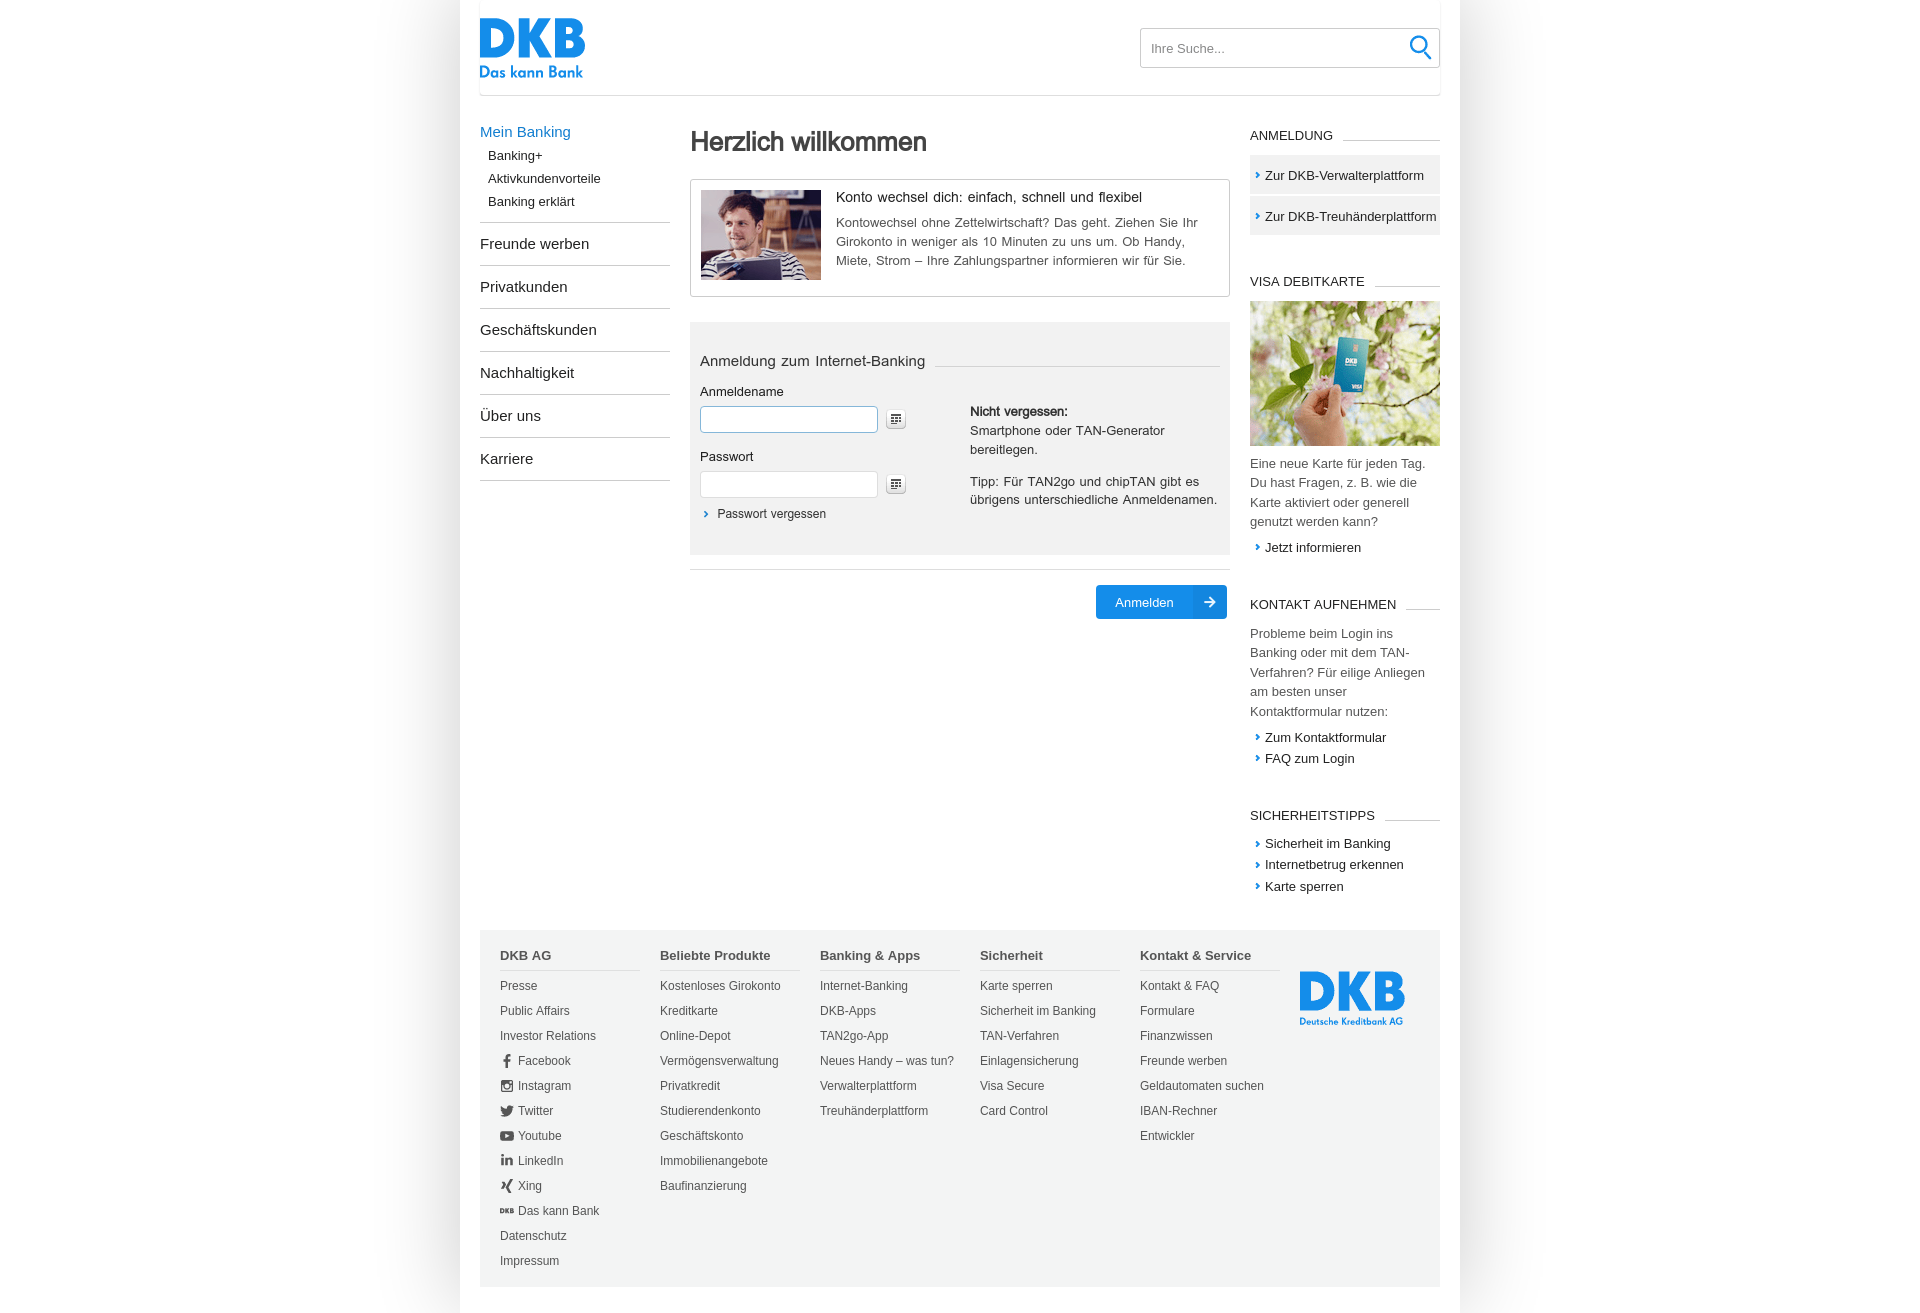 DKB
Das kann Bank
Ihre Suche...
Mein Banking
Banking+
Aktivkundenvorteile
Banking erklärt
Freunde werben
Privatkunden
Geschäftskunden
Nachhaltigkeit
Über uns
Karriere
Herzlich willkommen
Konto wechsel dich: einfach, schnell und flexibel
Kontowechsel ohne Zettelwirtschaft? Das geht. Ziehen Sie Ihr
Girokonto in weniger als 10 Minuten zu uns um. Ob Handy,
Miete, Strom – Ihre Zahlungspartner informieren wir für Sie.
Anmeldung zum Internet-Banking
Anmeldename
Passwort
Passwort vergessen
Nicht vergessen:
Smartphone oder TAN-Generator
bereitlegen.
Tipp: Für TAN2go und chipTAN gibt es
übrigens unterschiedliche Anmeldenamen.
Anmelden
ANMELDUNG
Zur DKB-Verwalterplattform
Zur DKB-Treuhänderplattform
VISA DEBITKARTE
DKB
VISA
Eine neue Karte für jeden Tag.
Du hast Fragen, z. B. wie die
Karte aktiviert oder generell
genutzt werden kann?
Jetzt informieren
KONTAKT AUFNEHMEN
Probleme beim Login ins
Banking oder mit dem TAN-
Verfahren? Für eilige Anliegen
am besten unser
Kontaktformular nutzen:
Zum Kontaktformular
FAQ zum Login
SICHERHEITSTIPPS
Sicherheit im Banking
Internetbetrug erkennen
Karte sperren
DKB AG
Presse
Public Affairs
Investor Relations
Facebook
Instagram
Twitter
Youtube
LinkedIn
Xing
DKB Das kann Bank
Datenschutz
Impressum
Beliebte Produkte
Kostenloses Girokonto
Kreditkarte
Online-Depot
Vermögensverwaltung
Privatkredit
Studierendenkonto
Geschäftskonto
Immobilienangebote
Baufinanzierung
Banking & Apps
Internet-Banking
DKB-Apps
TAN2go-App
Neues Handy – was tun?
Verwalterplattform
Treuhänderplattform
Sicherheit
Karte sperren
Sicherheit im Banking
TAN-Verfahren
Einlagensicherung
Visa Secure
Card Control
Kontakt & Service
Kontakt & FAQ
Formulare
Finanzwissen
Freunde werben
Geldautomaten suchen
IBAN-Rechner
Entwickler
DKB
Deutsche Kreditbank AG